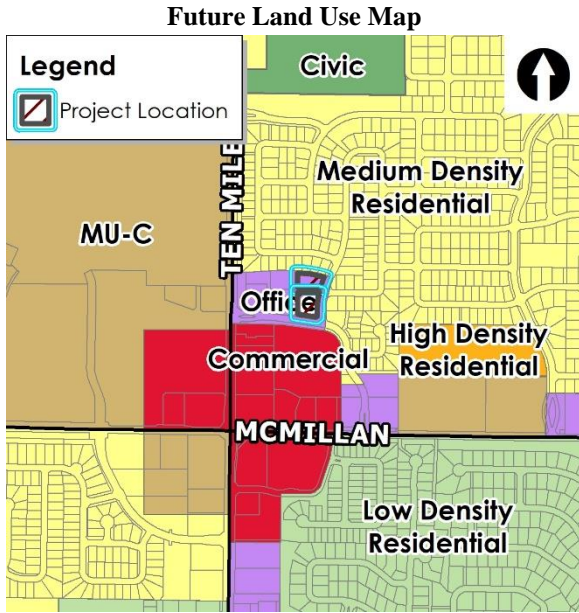 Future Land Use Map
Legend
Project Location
Civic
TEN MILE
Medium Density
Residential
MU-C
Office
Commercial
High Density
Residential
MCMILLAN
Low Density
Residential